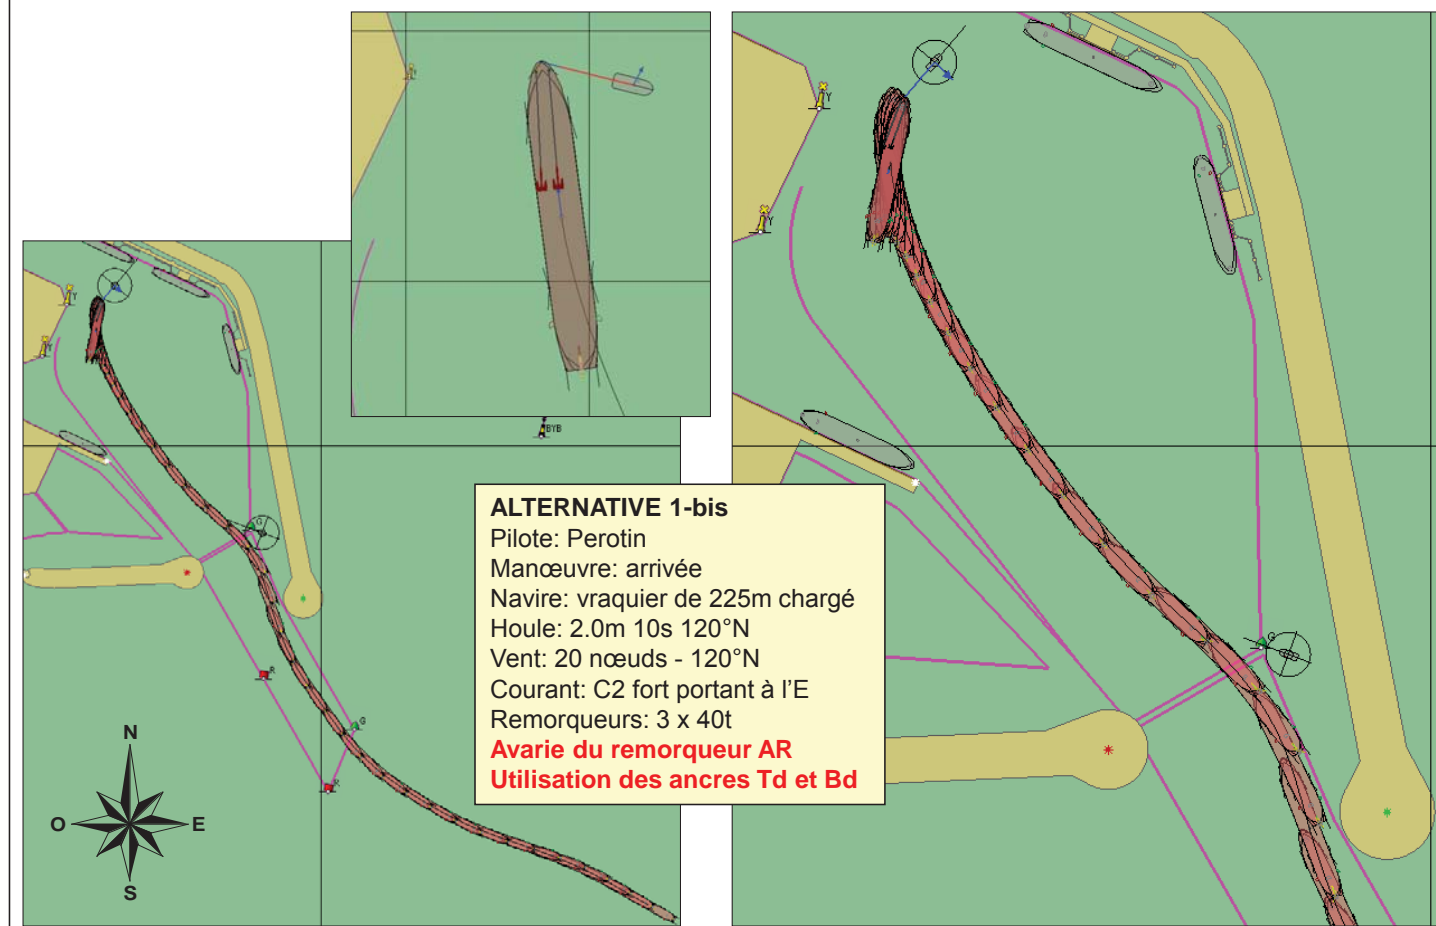 Y
Y
BYB
G
R
G
R
N
O
E
S
ALTERNATIVE 1-bis
Pilote: Perotin
Manœuvre: arrivée
Navire: vraquier de 225m chargé
Houle: 2.0m 10s 120°N
Vent: 20 nœuds - 120°N
Courant: C2 fort portant à l’E
Remorqueurs: 3 x 40t
Avarie du remorqueur AR
Utilisation des ancres Td et Bd
Y
Y
G